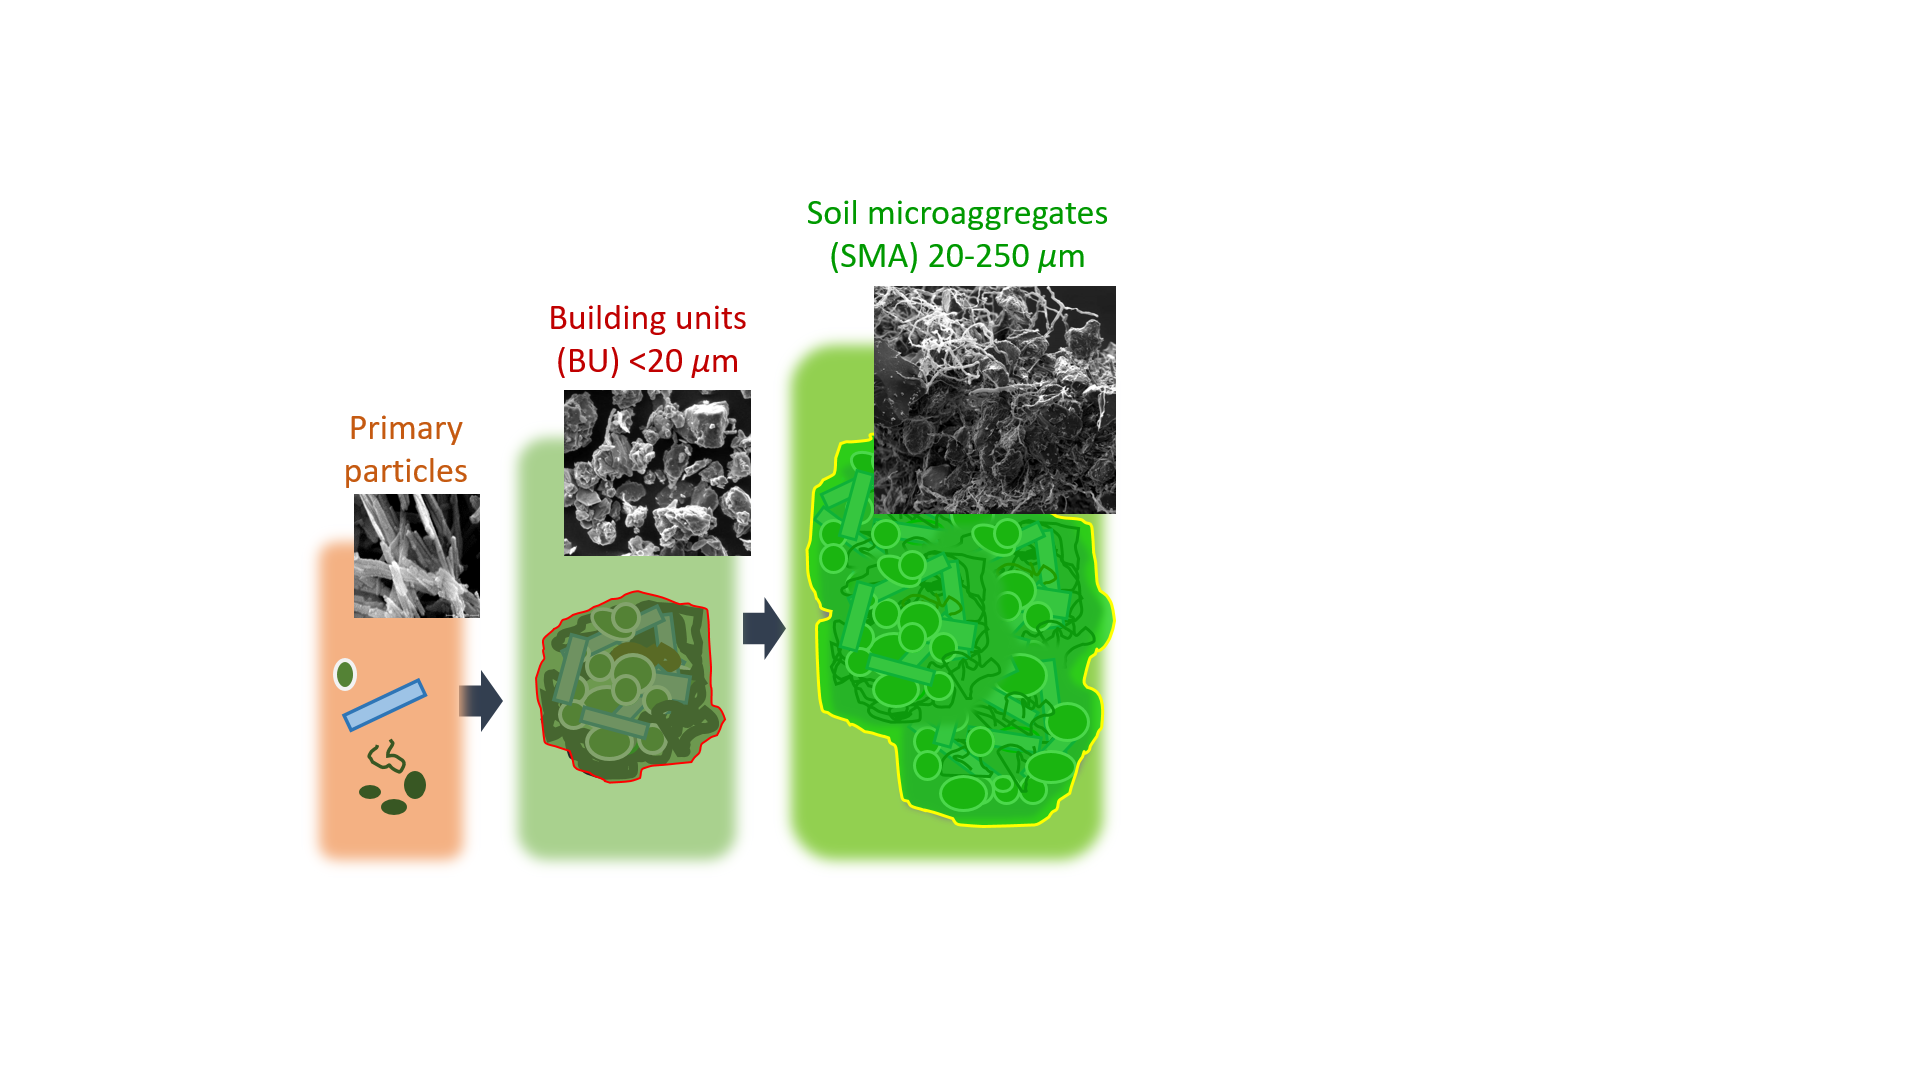 Soil microaggregates
(SMA) 20-250 µm
Building units
(BU) <20 µm
Primary
particles